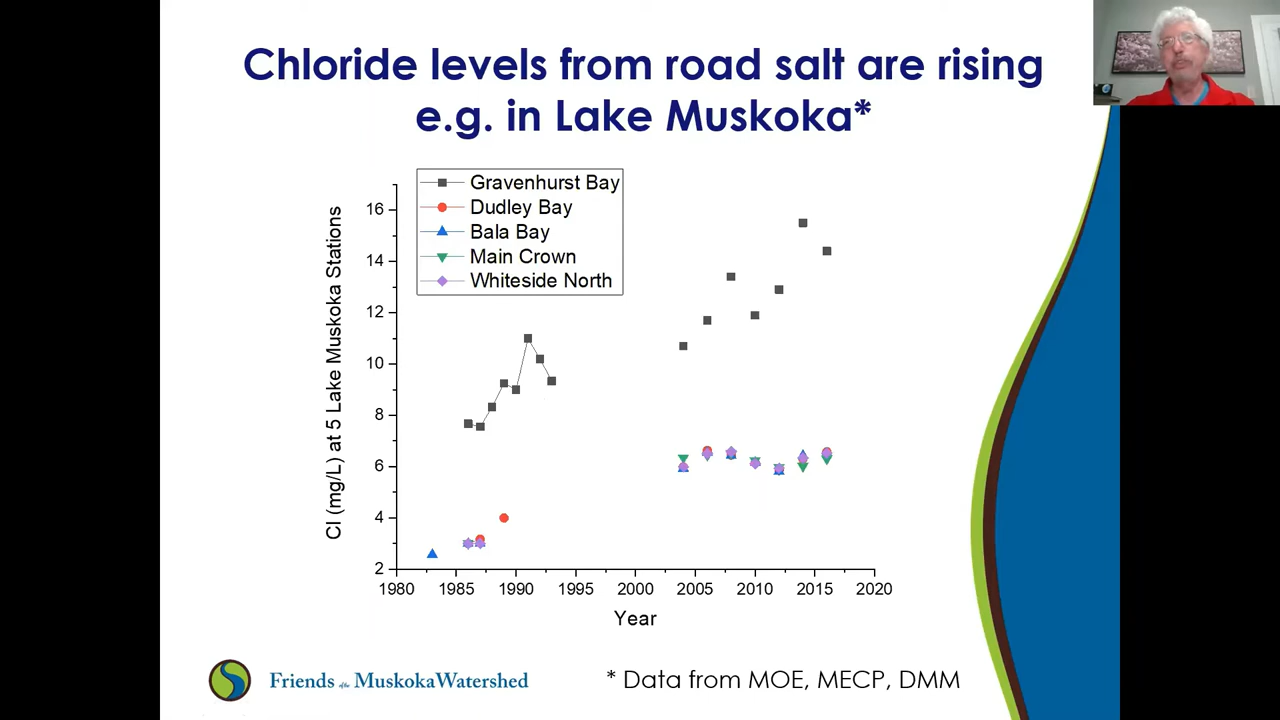 Chloride levels from road salt are rising
e.g. in Lake Muskoka*
Gravenhurst Bay
Dudley Bay
Bala Bay
Main Crown
Whiteside North
Cl (mg/L) at 5 Lake Muskoka Stations
16
14
12
10
8
6
4
2
1980 1985 1990 1995 2000 2005 2010 2015 2020
Year
Friends of the MuskokaWatershed
* Data from MOE, MECP, DMM